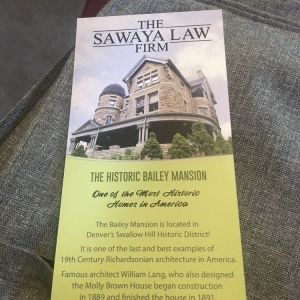 THE
SAWAYA LAW
FIRM
THE HISTORIC BAILEY MANSION
One of the Most Historic
Homes in America
The Bailey Mansion is located in
Denver's Swallow Hill Historic District!
It is one of the last and best examples of
19th Century Richardsonian architecture in America.
Famous architect William Lang, who also designed
the Molly Brown House began construction
in 1889 and finished the house in 1891.